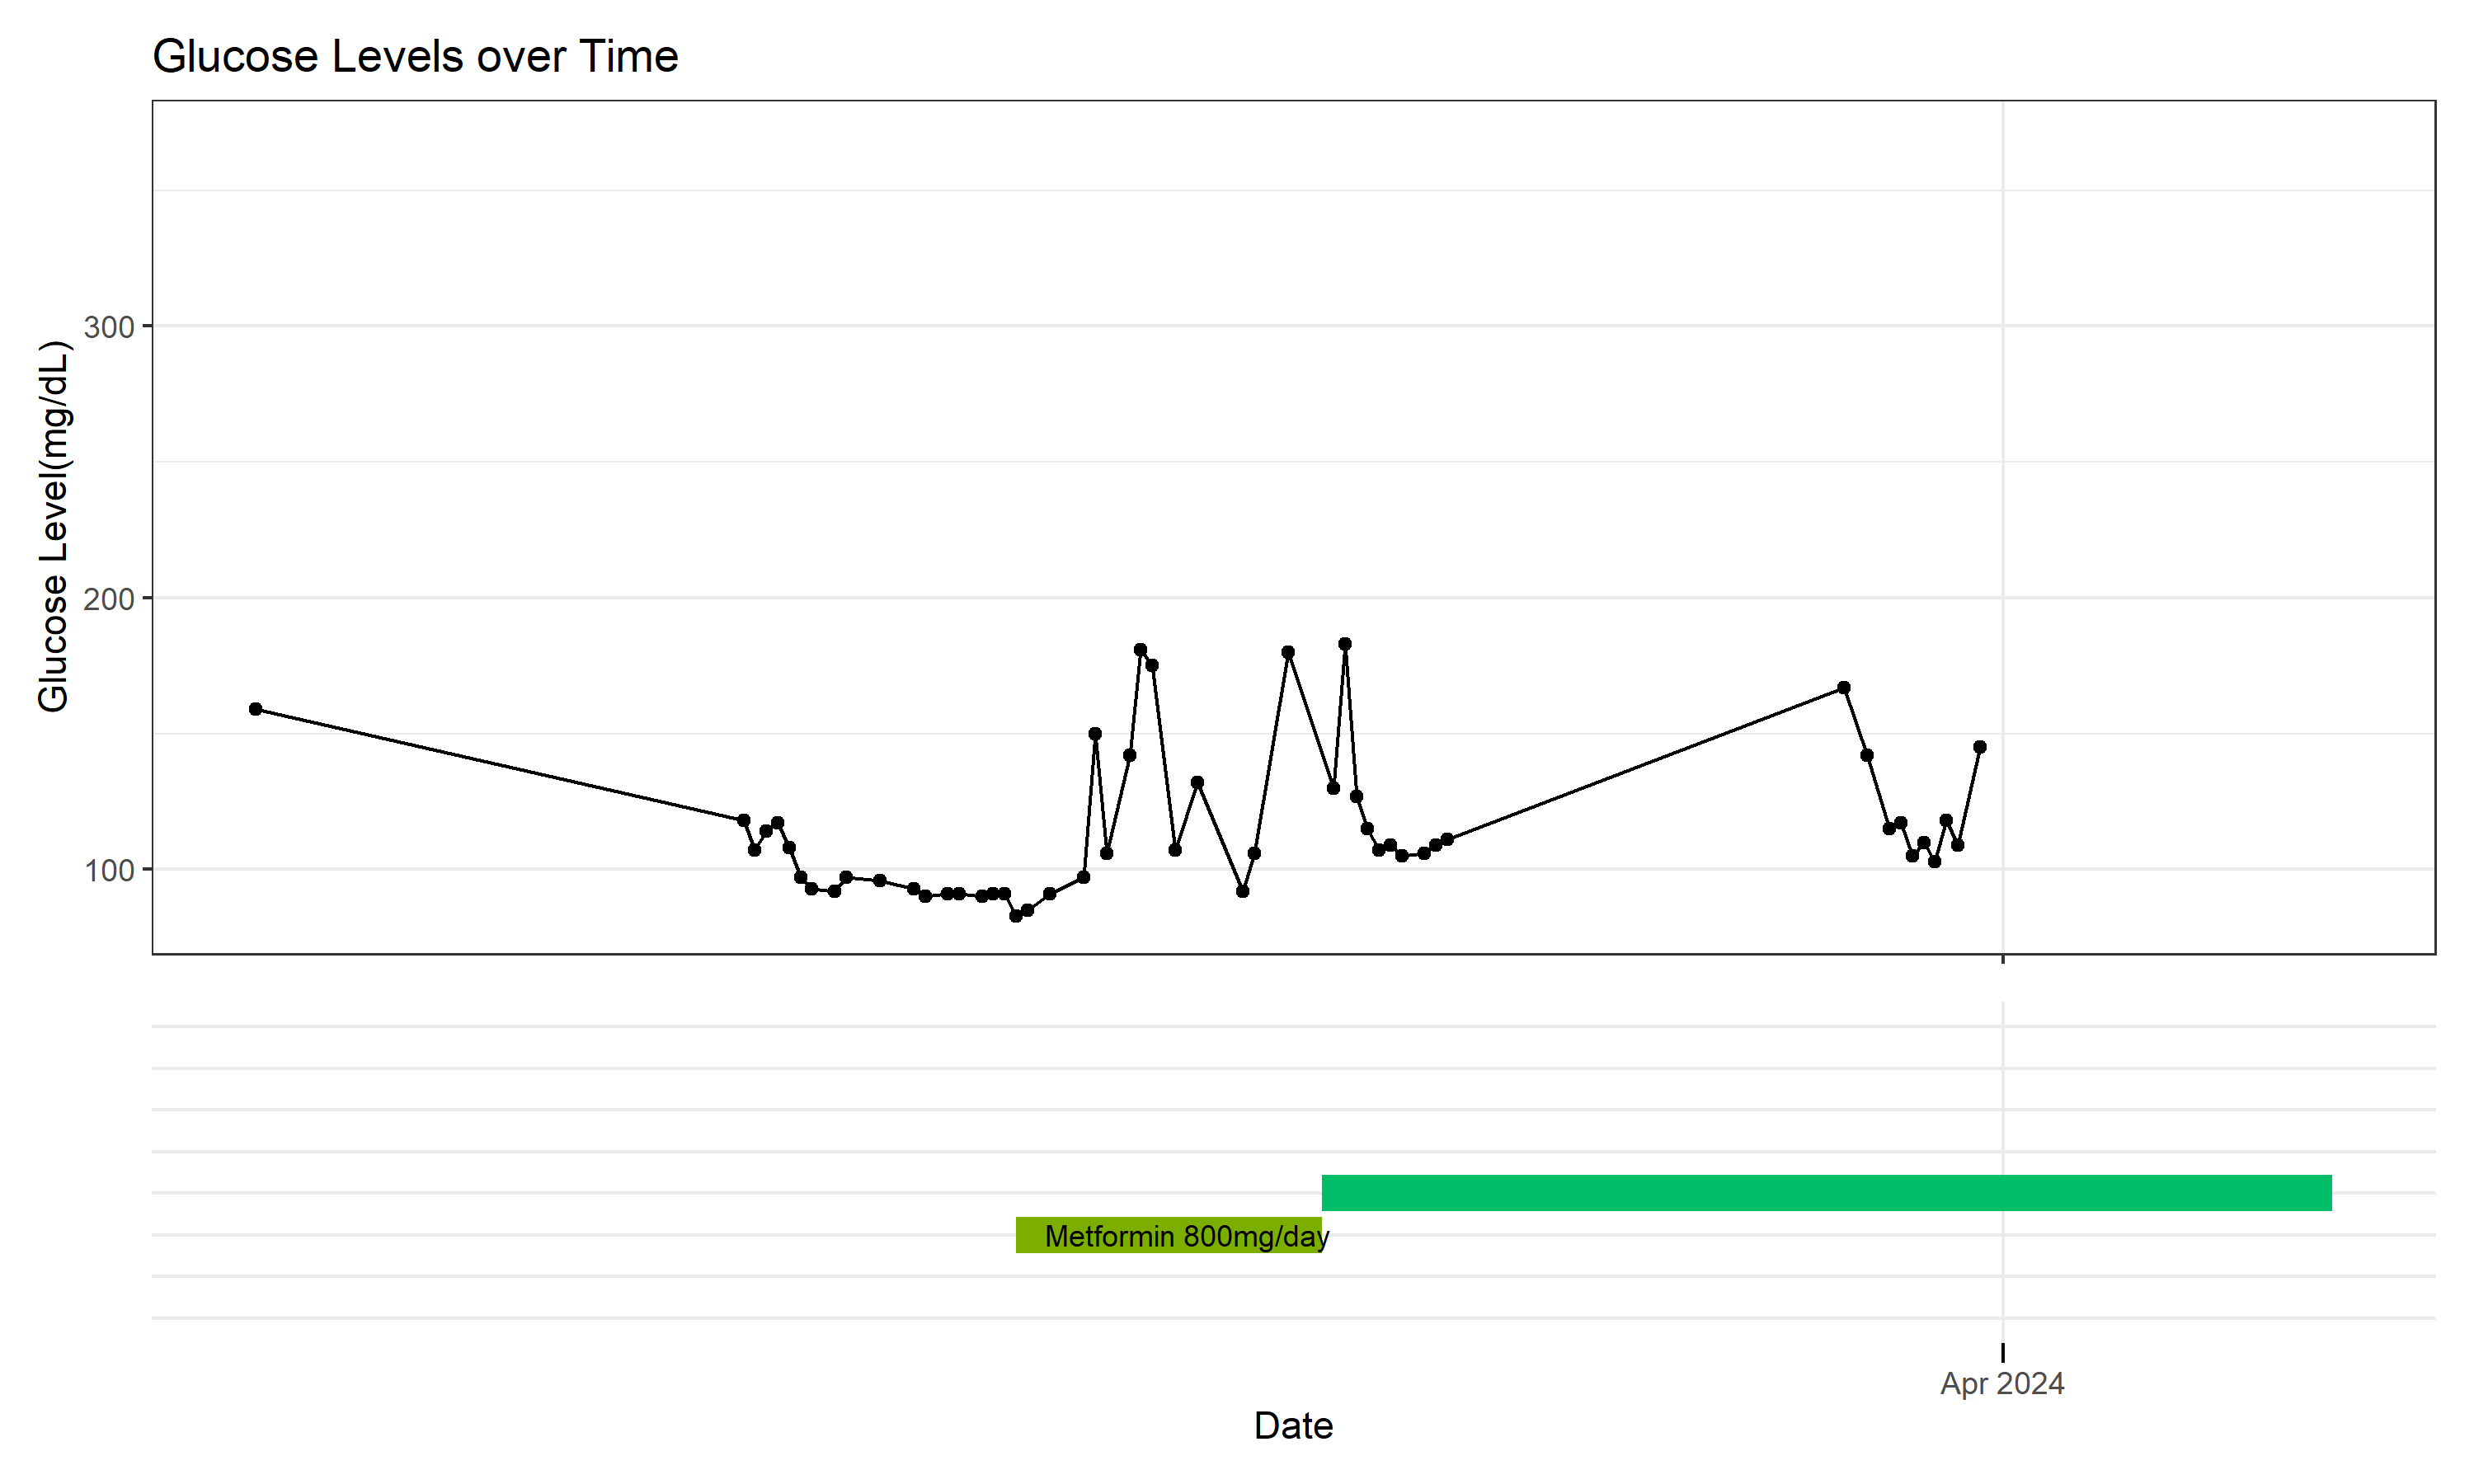 Glucose Levels over Time
Glucose Level(mg/dL)
300
200
100
Metformin 800mg/day
Apr 2024
Date